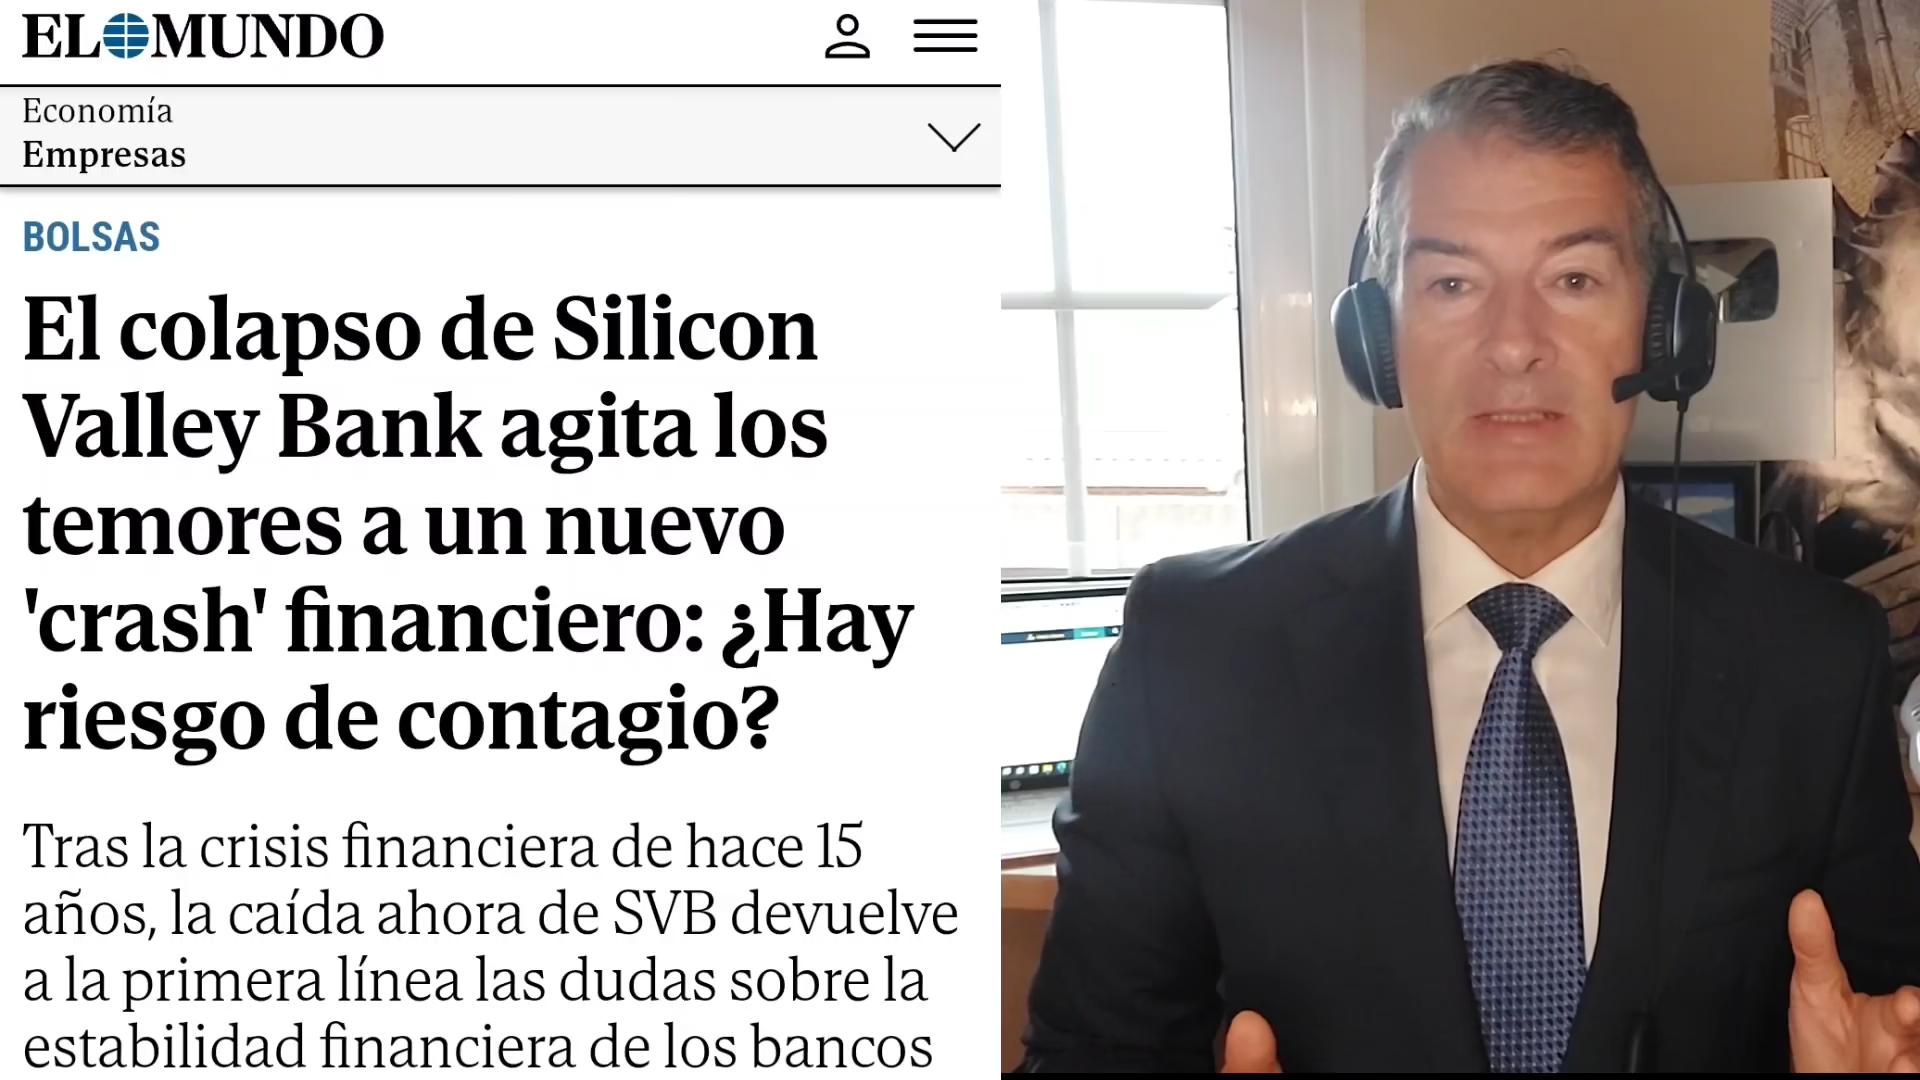 EL MUNDO
Economía
Empresas
BOLSAS
El colapso de Silicon
Valley Bank agita los
temores a un nuevo
'crash' financiero: ¿Hay
riesgo de contagio?
Tras la crisis financiera de hace 15
años, la caída ahora de SVB devuelve
a la primera línea las dudas sobre la
estabilidad financiera de los bancos